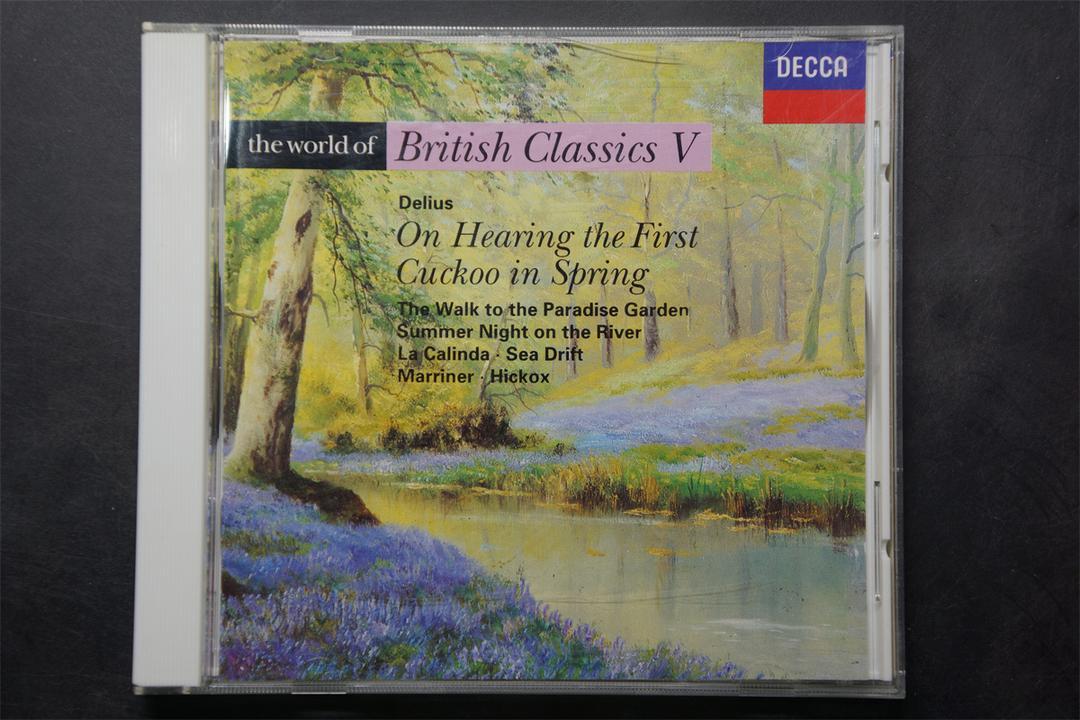 DECCA
the world of British Classics V
Delius
On Hearing the First
Cuckoo in Spring
The Walk to the Paradise Garden
Summer Night on the River
La Calinda · Sea Drift
Marriner · Hickox